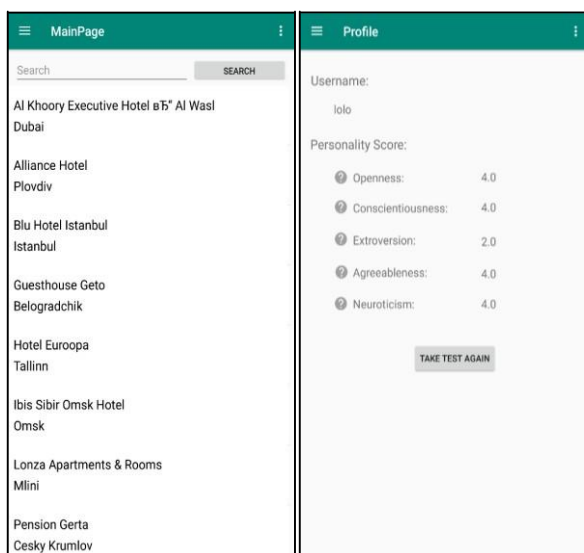 MainPage
Search
SEARCH
Al Khoory Executive Hotel вЂ“ Al Wasl
Dubai
Alliance Hotel
Plovdiv
Blu Hotel Istanbul
Istanbul
Guesthouse Geto
Belogradchik
Hotel Euroopa
Tallinn
Ibis Sibir Omsk Hotel
Omsk
Lonza Apartments & Rooms
Mlini
Pension Gerta
Cesky Krumlov
Profile
Username:
lolo
Personality Score:
? Openness: 4.0
? Conscientiousness: 4.0
? Extroversion: 2.0
? Agreeableness: 4.0
? Neuroticism: 4.0
TAKE TEST AGAIN